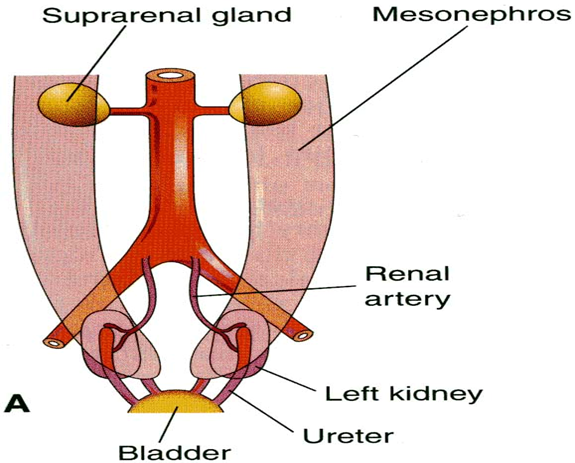 Suprarenal gland
Mesonephros
Renal
artery
Left kidney
A
Ureter
Bladder